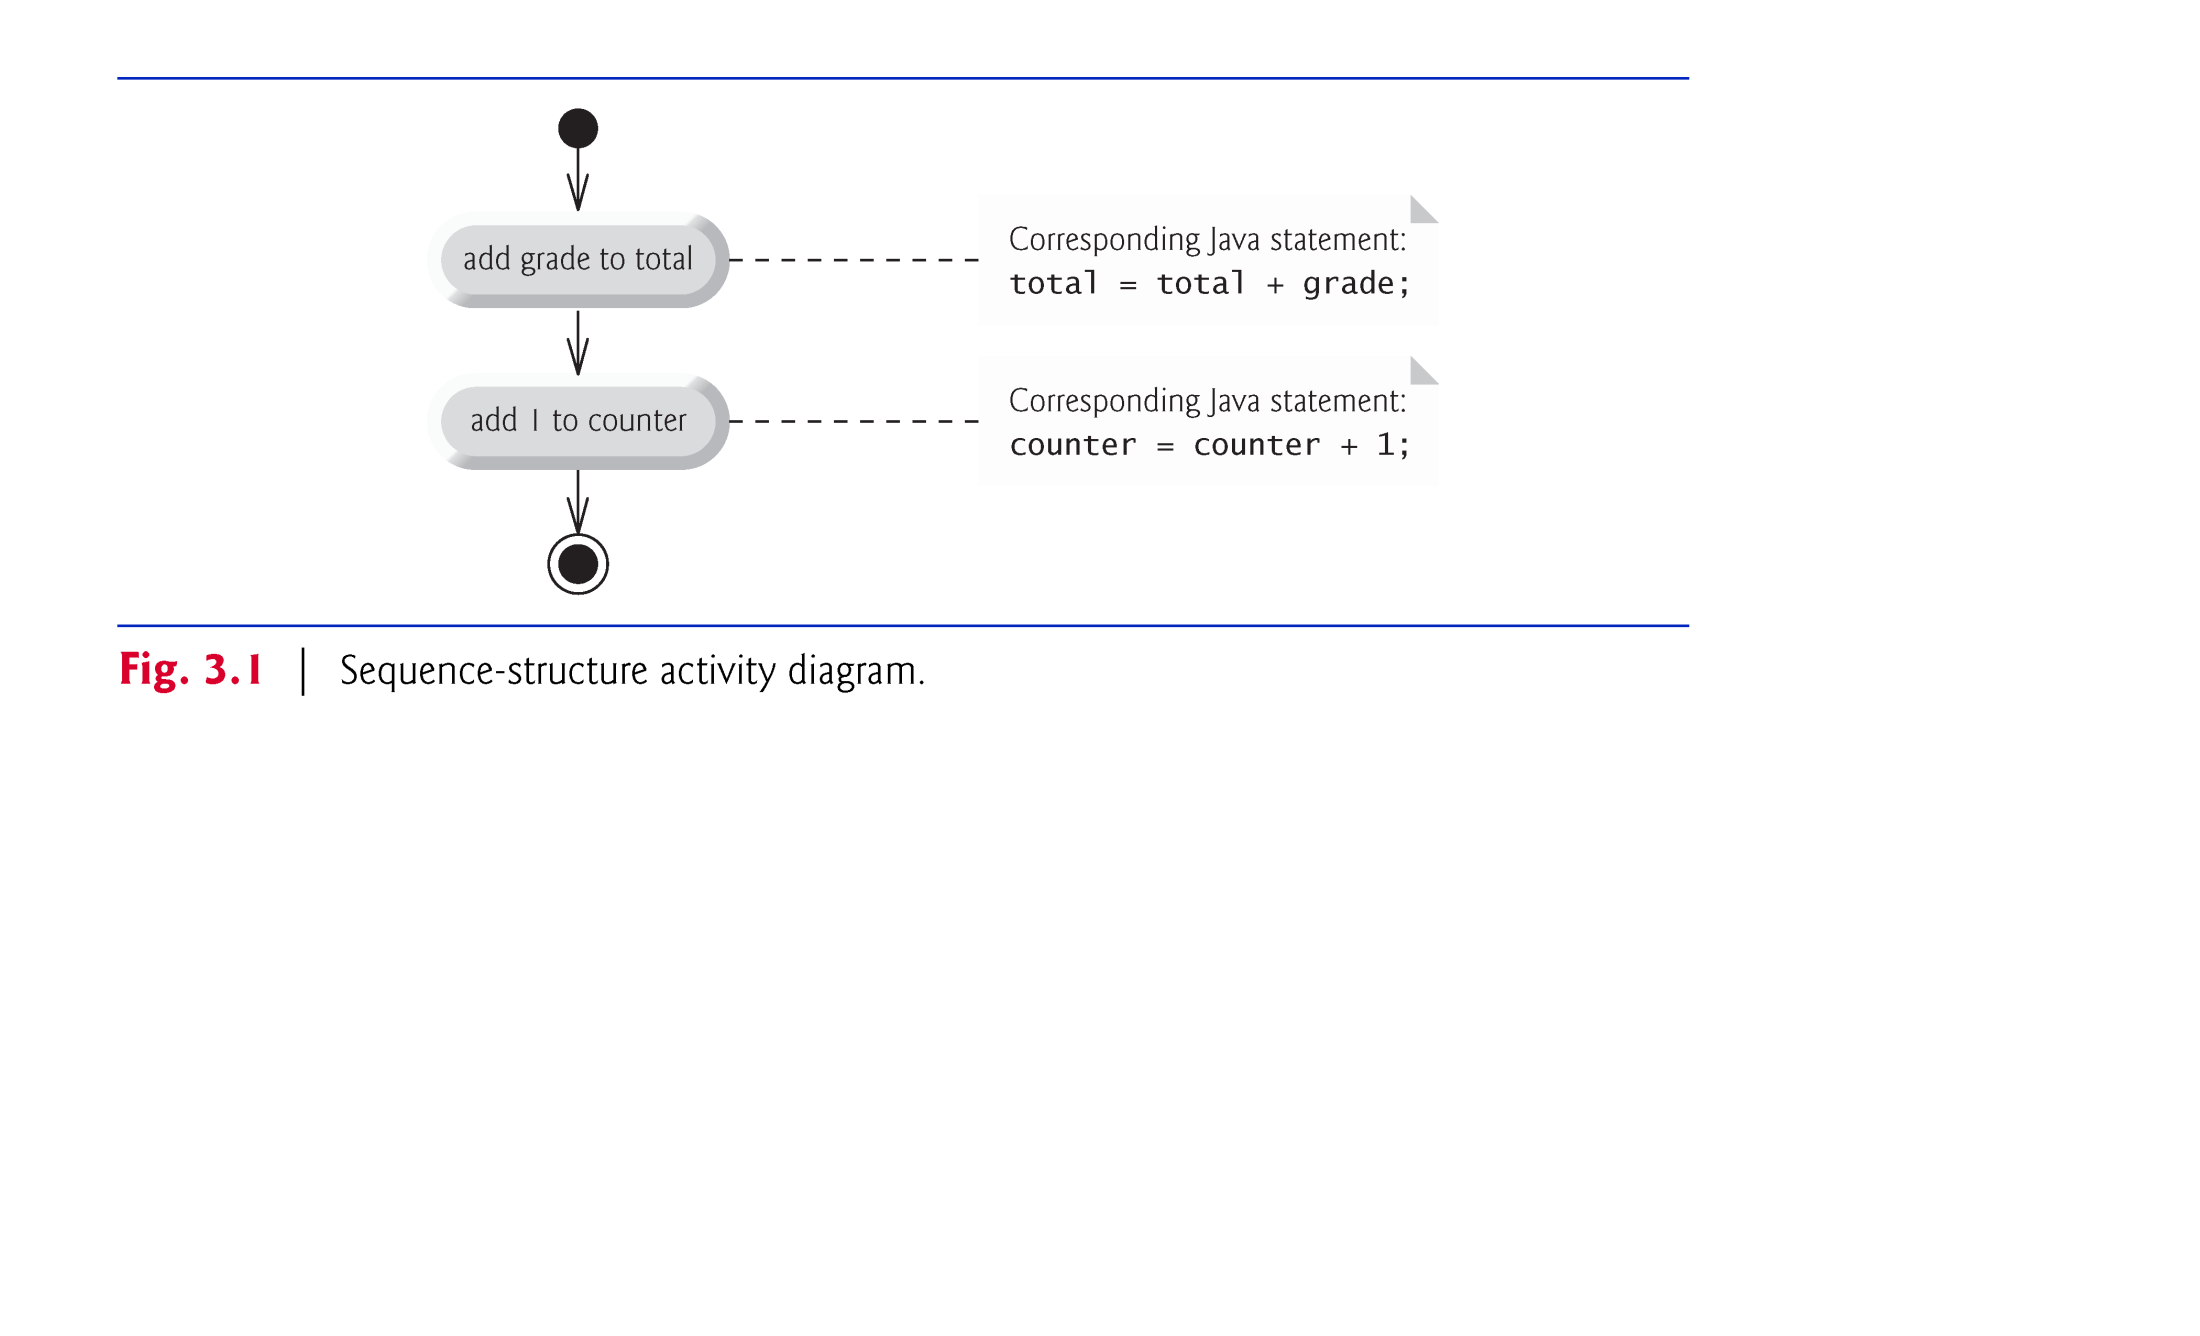 add grade to total
Corresponding Java statement:
total = total + grade;
add 1 to counter
Corresponding Java statement:
counter = counter + 1;
Fig. 3.1 | Sequence-structure activity diagram.